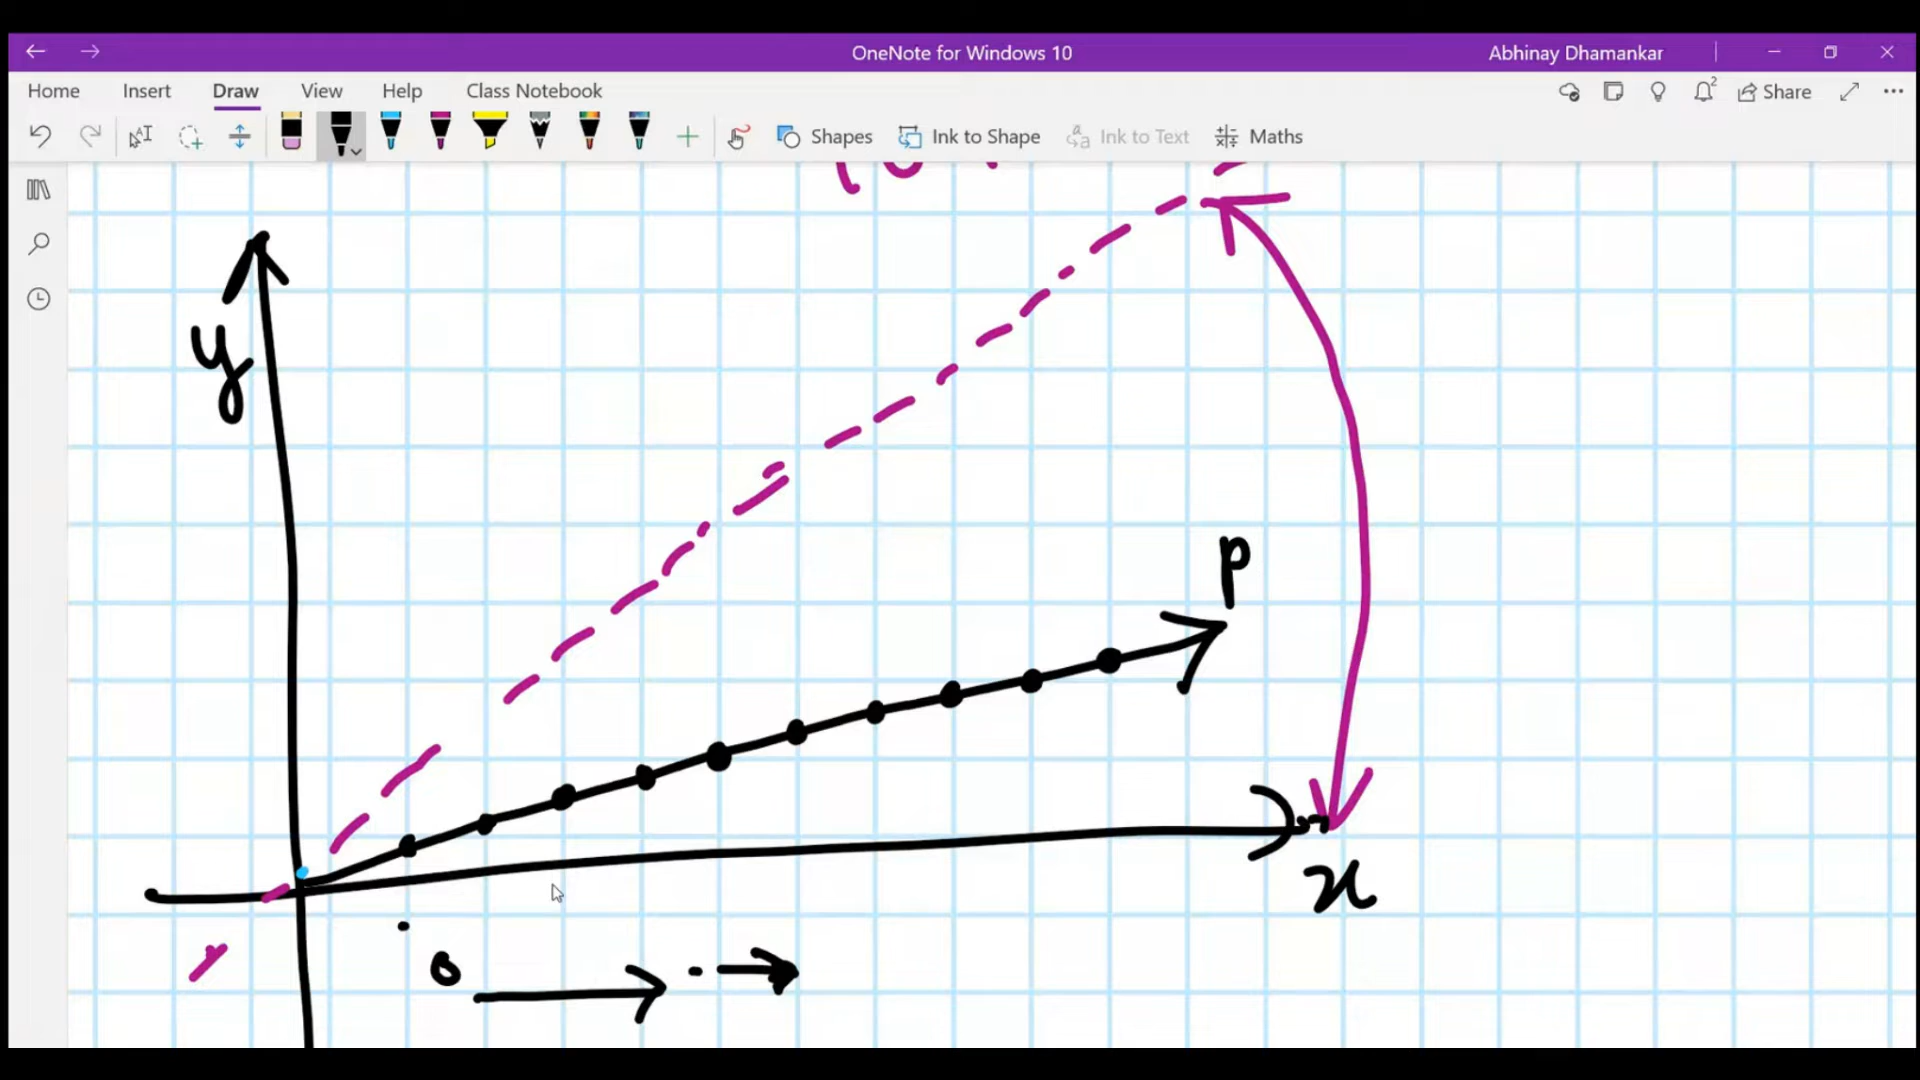 OneNote for Windows 10
Abhinay Dhamankar
Home Insert Draw View Help Class Notebook
2 Share
Shapes Ink to Shape Ink to Text Maths
y
p
x